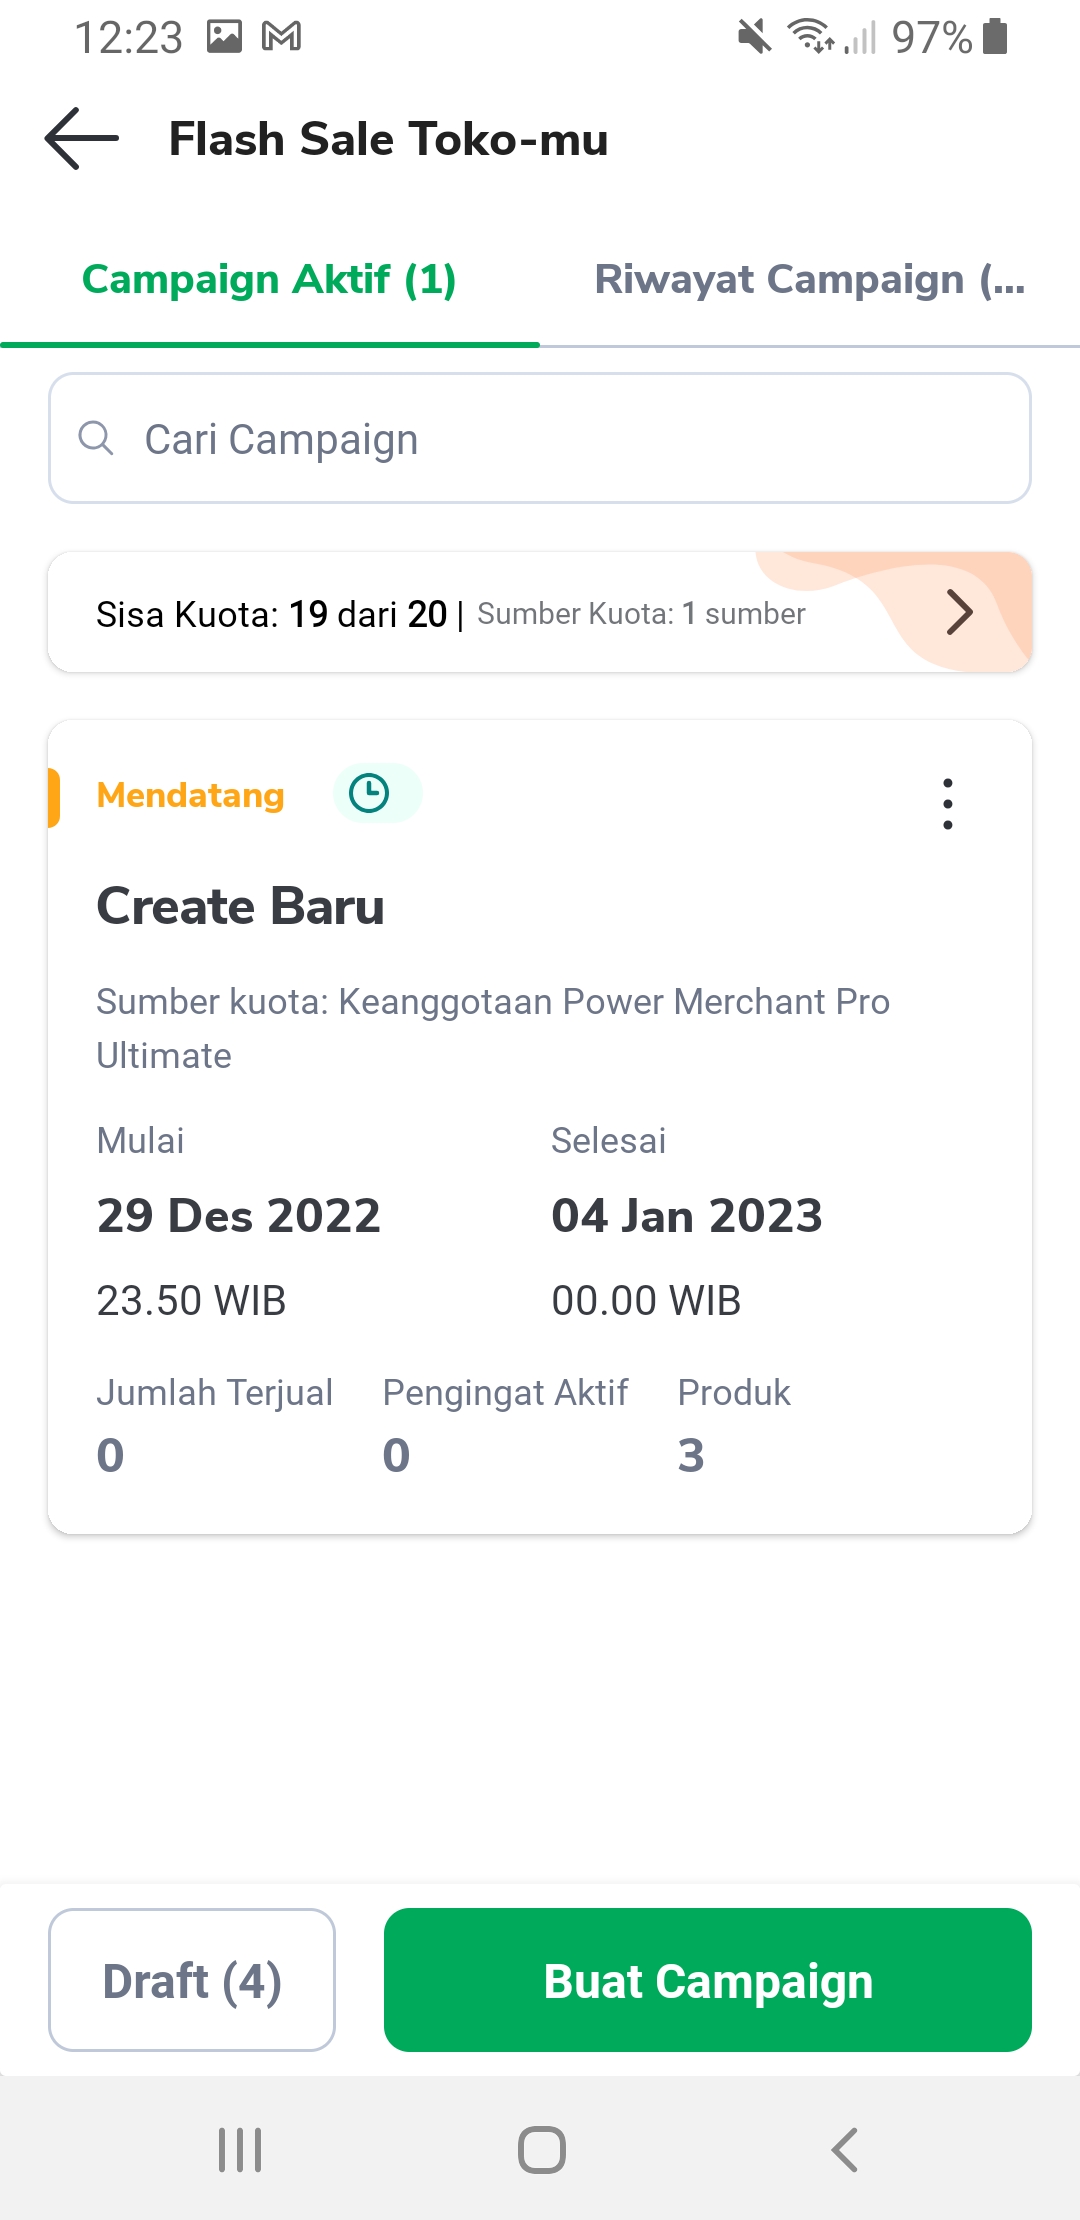 12:23
97%
Flash Sale Toko-mu
Campaign Aktif (1)
Riwayat Campaign (...
Cari Campaign
Sisa Kuota: 19 dari 20 | Sumber Kuota: 1 sumber
Mendatang
Create Baru
Sumber kuota: Keanggotaan Power Merchant Pro
Ultimate
Mulai
Selesai
29 Des 2022
04 Jan 2023
23.50 WIB
00.00 WIB
Jumlah Terjual
Pengingat Aktif
Produk
0
0
3
Draft (4)
Buat Campaign